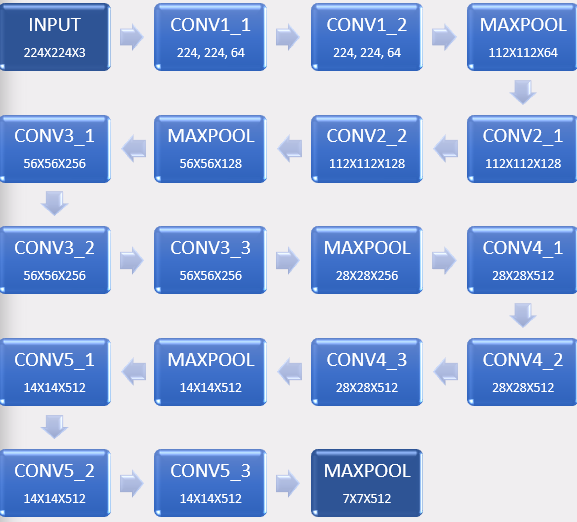 INPUT
224X224X3
CONV1_1
224, 224, 64
CONV1_2
224, 224, 64
MAXPOOL
112X112X64
CONV2_1
112X112X128
CONV2_2
112X112X128
MAXPOOL
56X56X128
CONV3_1
56X56X256
CONV3_2
56X56X256
CONV3_3
56X56X256
MAXPOOL
28X28X256
CONV4_1
28X28X512
CONV4_2
28X28X512
CONV4_3
28X28X512
MAXPOOL
14X14X512
CONV5_1
14X14X512
CONV5_2
14X14X512
CONV5_3
14X14X512
MAXPOOL
7X7X512